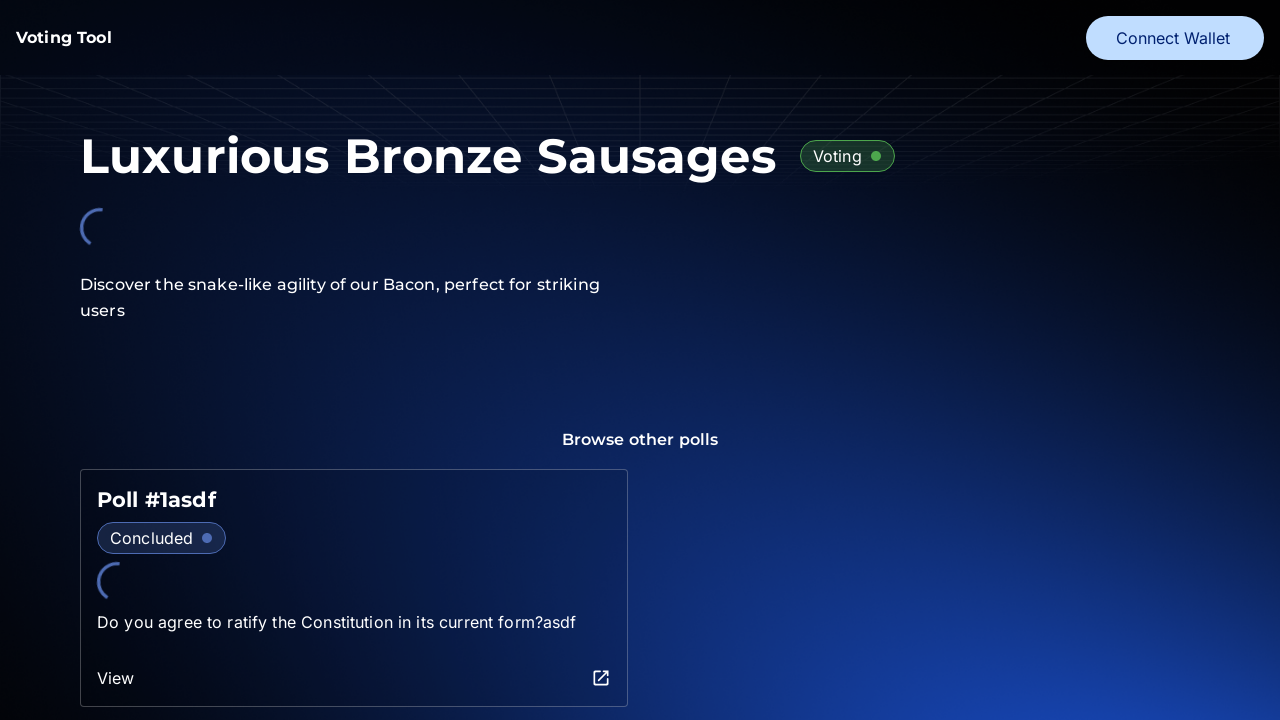 Voting Tool
Connect Wallet
Luxurious Bronze Sausages
Voting
Discover the snake-like agility of our Bacon, perfect for striking
users
Browse other polls
Poll #1asdf
Concluded
Do you agree to ratify the Constitution in its current form?asdf
View